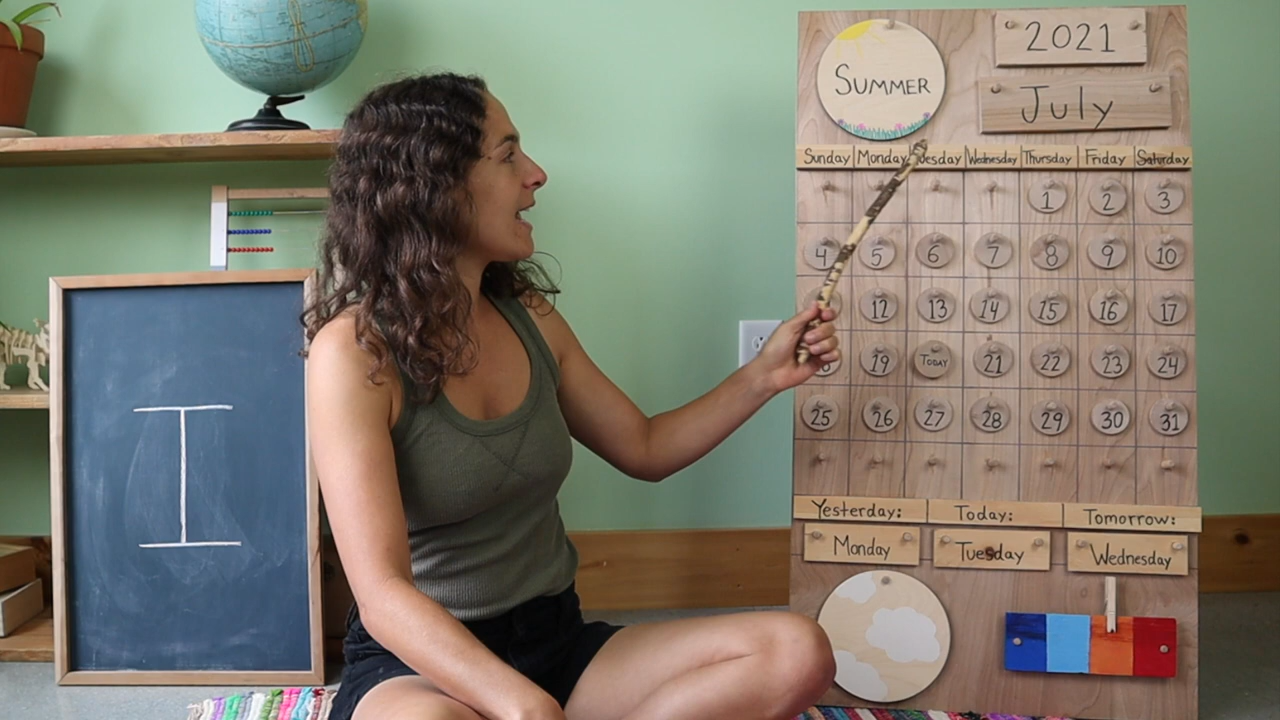 2021
SUMMER
July
Sunday Monday Tuesday Wednesday Thursday Friday Saturday
1 2 3
4 5 6 7 8 9 10
12 13 14 15 16 17
19 TODAY 21 22 23 24
25 26 27 28 29 30 31
I
Yesterday: Today: Tomorrow:
Monday Tuesday Wednesday